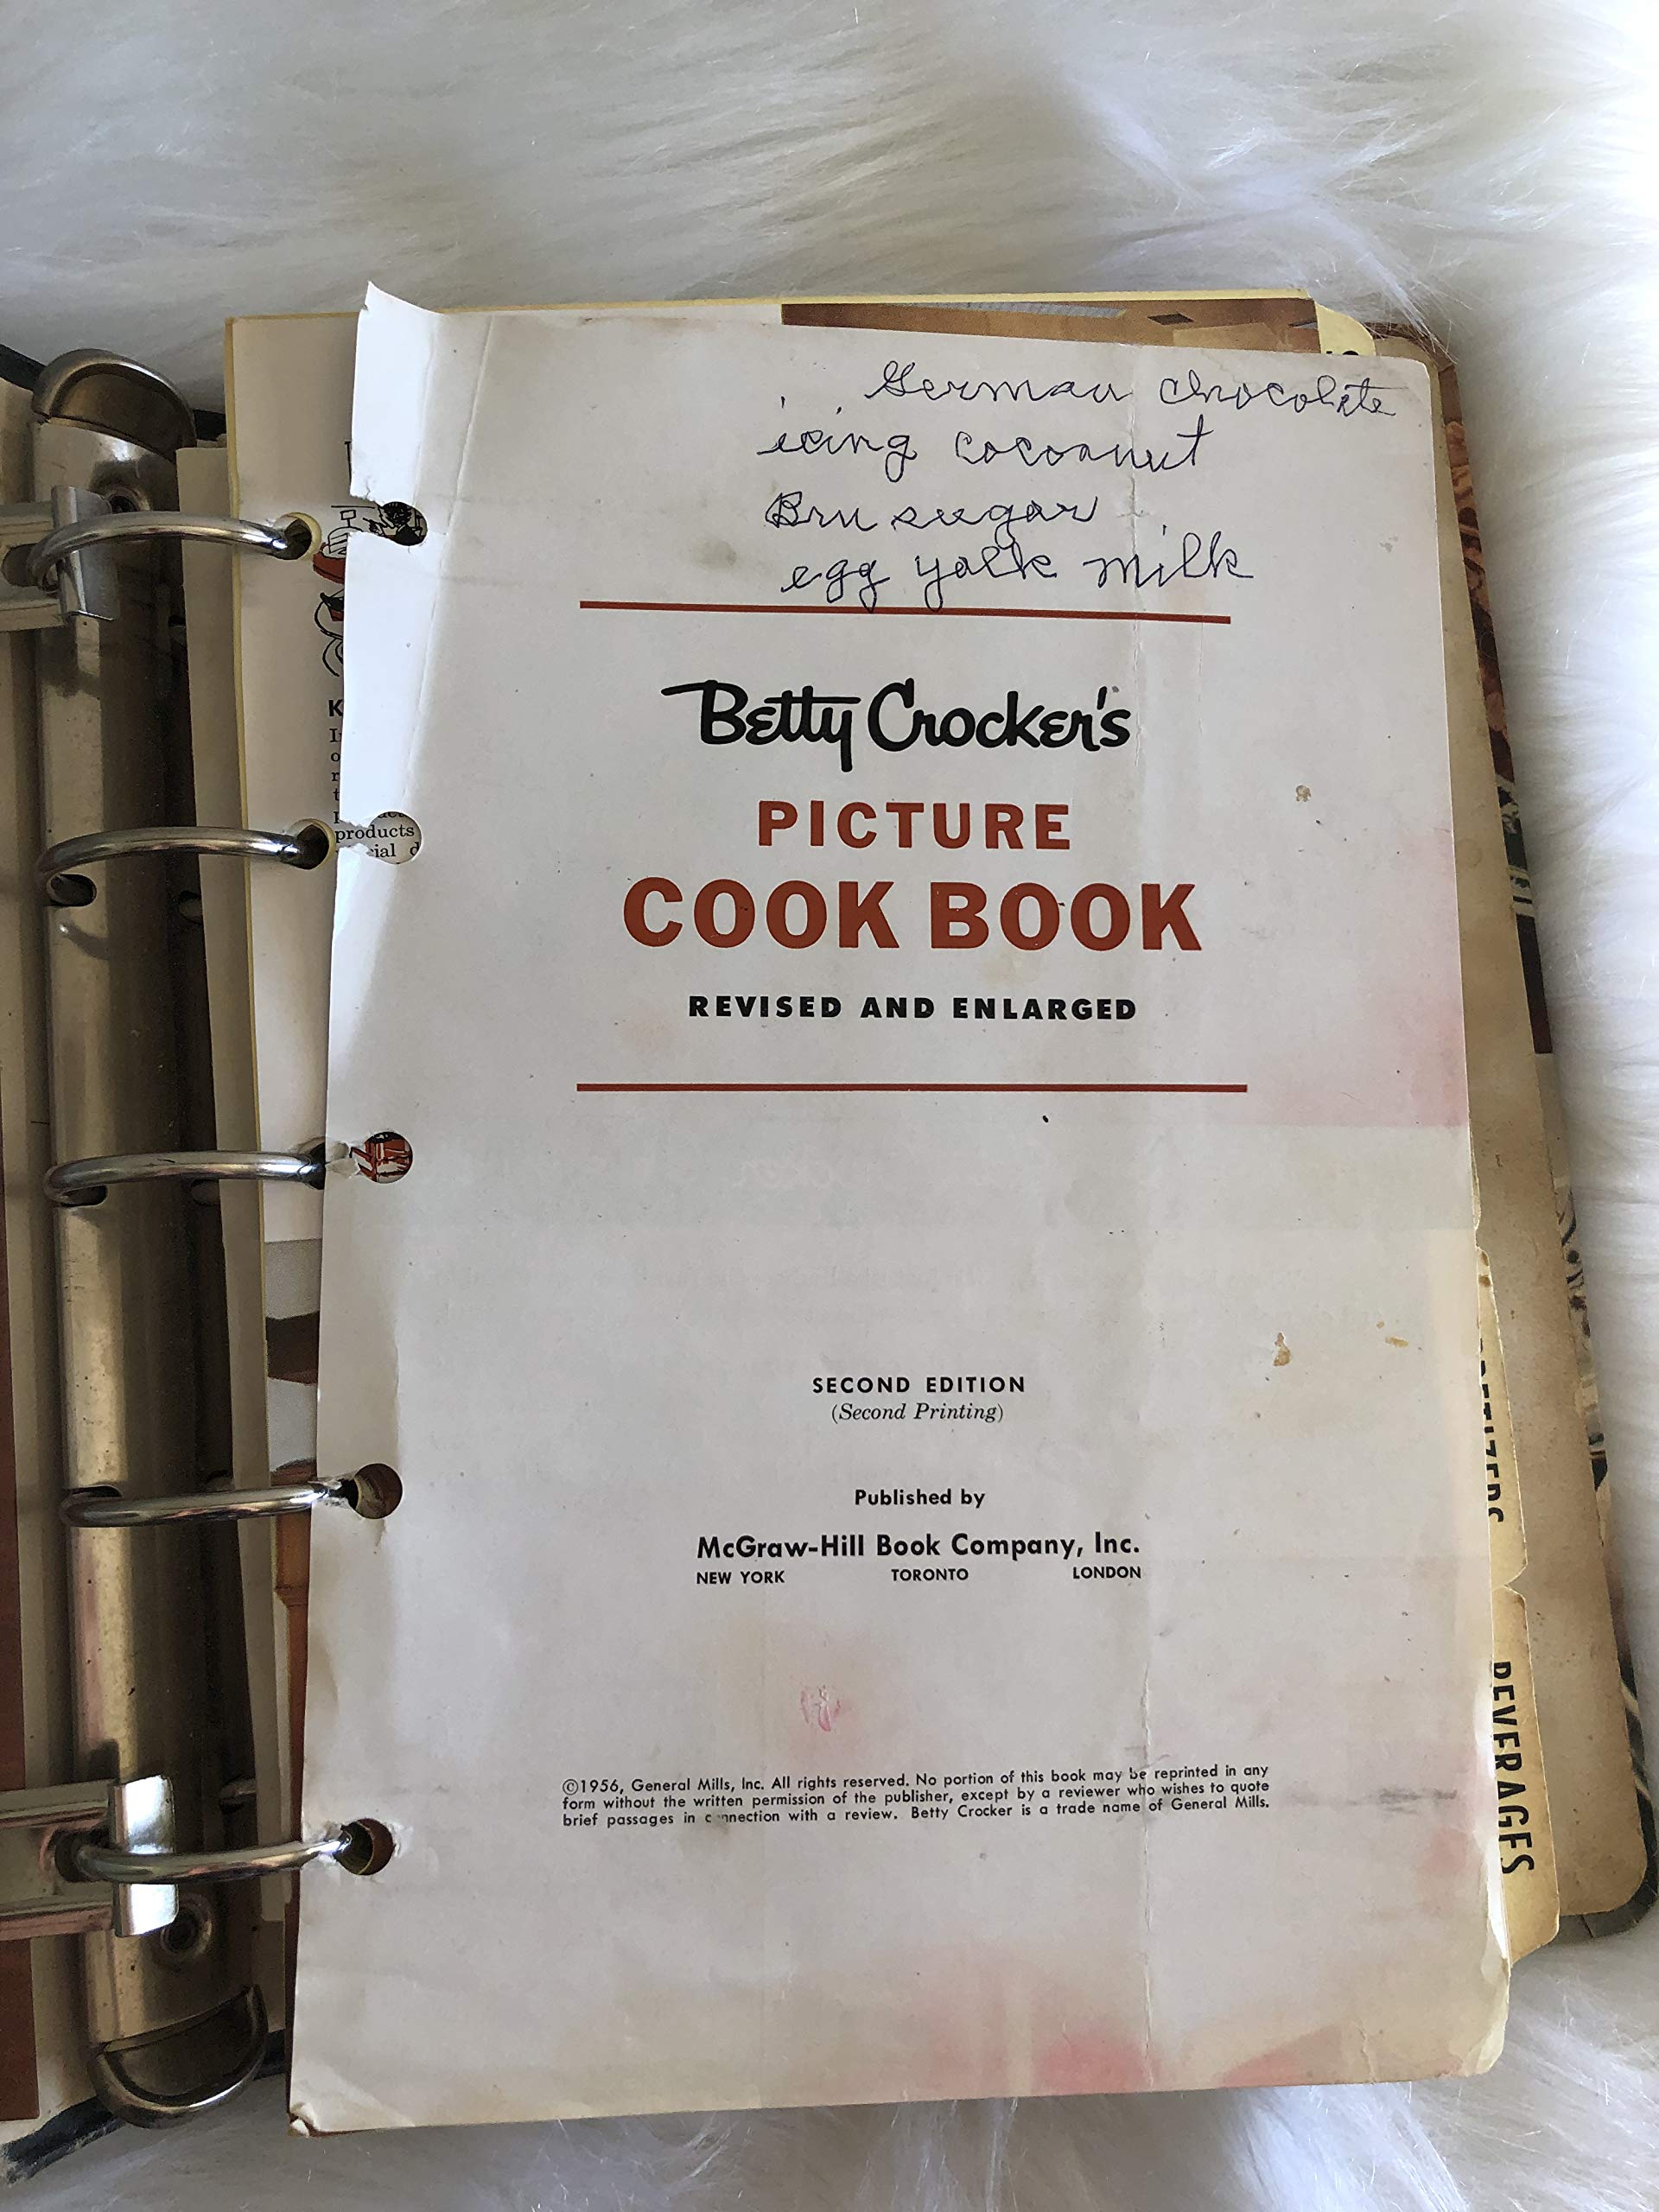 German chocolate
icing cocoanut
Brn sugar
egg yolk milk
Betty Crocker's
PICTURE
COOK BOOK
REVISED AND ENLARGED
SECOND EDITION
(Second Printing)
Published by
McGraw-Hill Book Company, Inc.
NEW YORK TORONTO LONDON
©1956, General Mills, Inc. All rights reserved. No portion of this book may be reprinted in any
form without the written permission of the publisher, except by a reviewer who wishes to quote
brief passages in connection with a review. Betty Crocker is a trade name of General Mills.
products
BEVERAGES